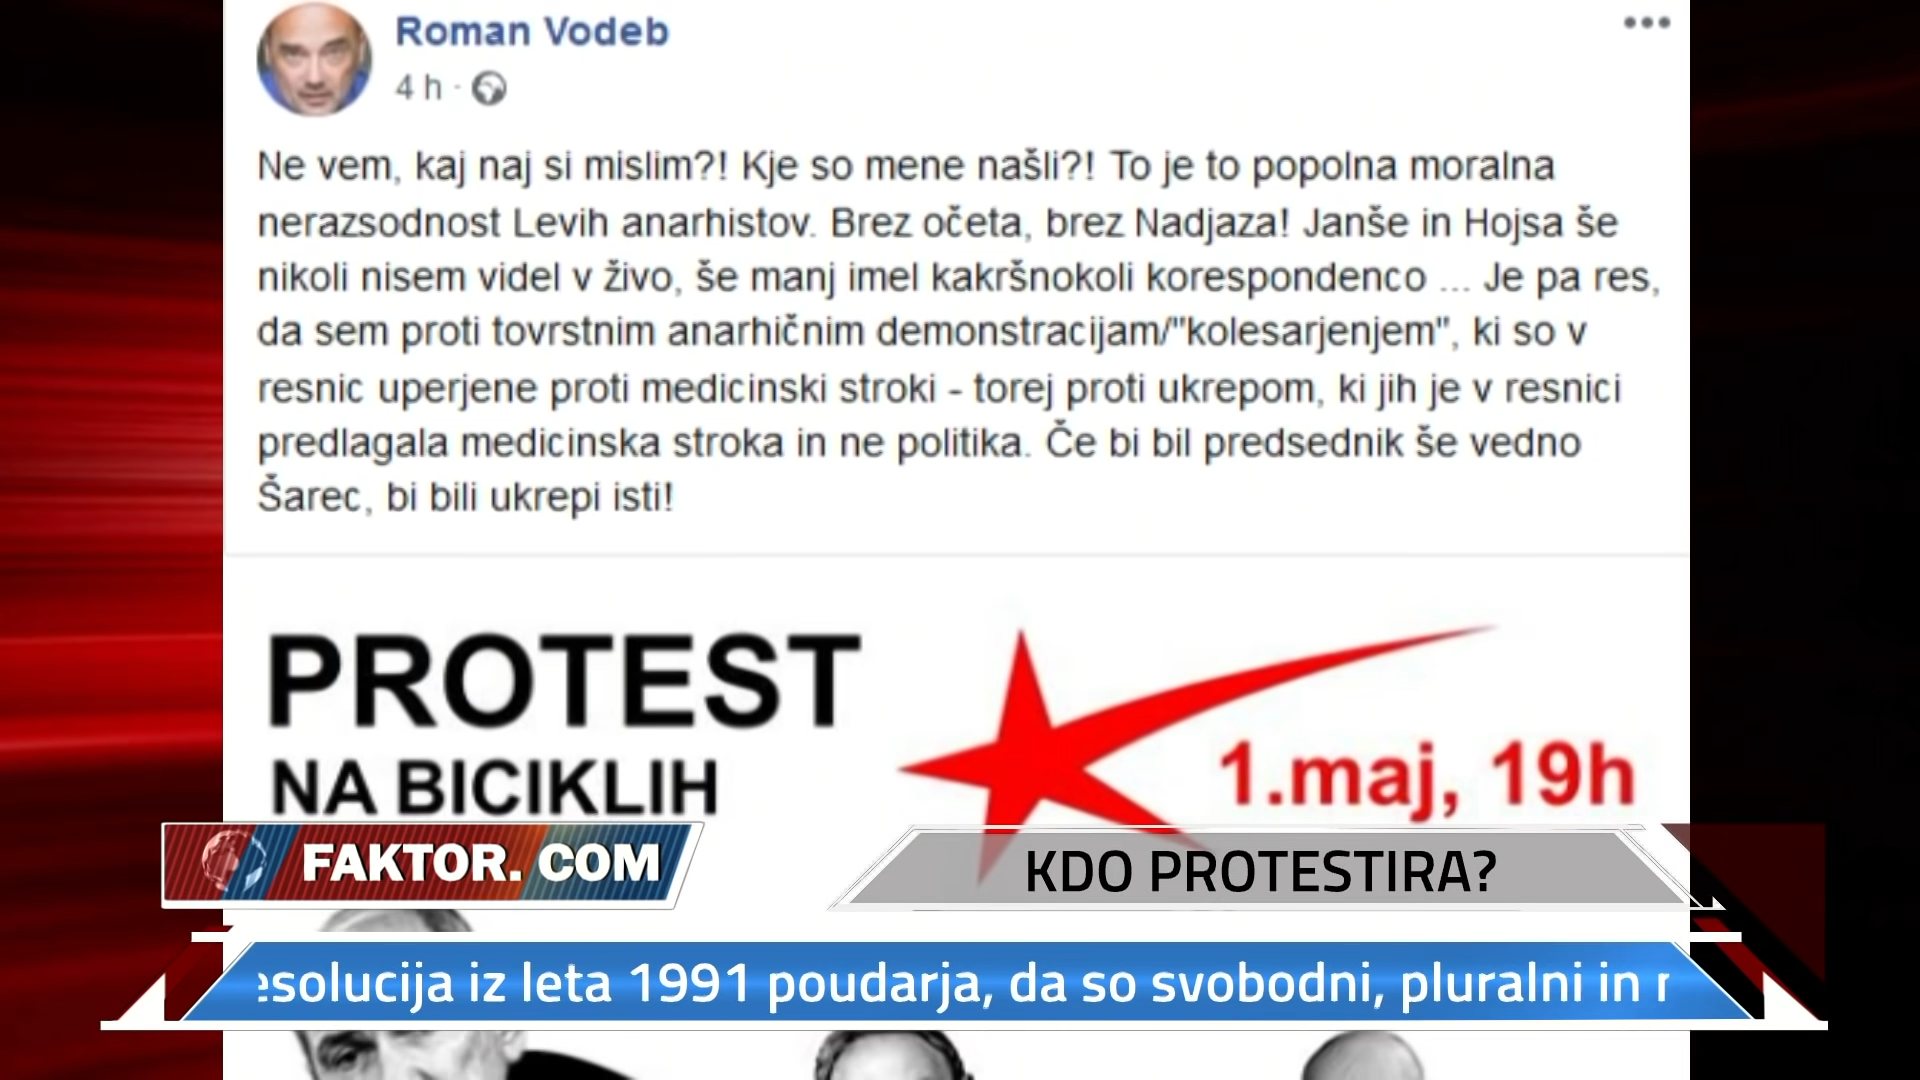 Roman Vodeb
4 h ·
Ne vem, kaj naj si mislim?! Kje so mene našli?! To je to popolna moralna
nerazsodnost Levih anarhistov. Brez očeta, brez Nadjaza! Janše in Hojsa še
nikoli nisem videl v živo, še manj imel kakršnokoli korespondenco ... Je pa res,
da sem proti tovrstnim anarhičnim demonstracijam/"kolesarjenjem", ki so v
resnic uperjene proti medicinski stroki - torej proti ukrepom, ki jih je v resnici
predlagala medicinska stroka in ne politika. Če bi bil predsednik še vedno
Šarec, bi bili ukrepi isti!
PROTEST
NA BICIKLIH
1.maj, 19h
FAKTOR. COM
KDO PROTESTIRA?
esolucija iz leta 1991 poudarja, da so svobodni, pluralni in